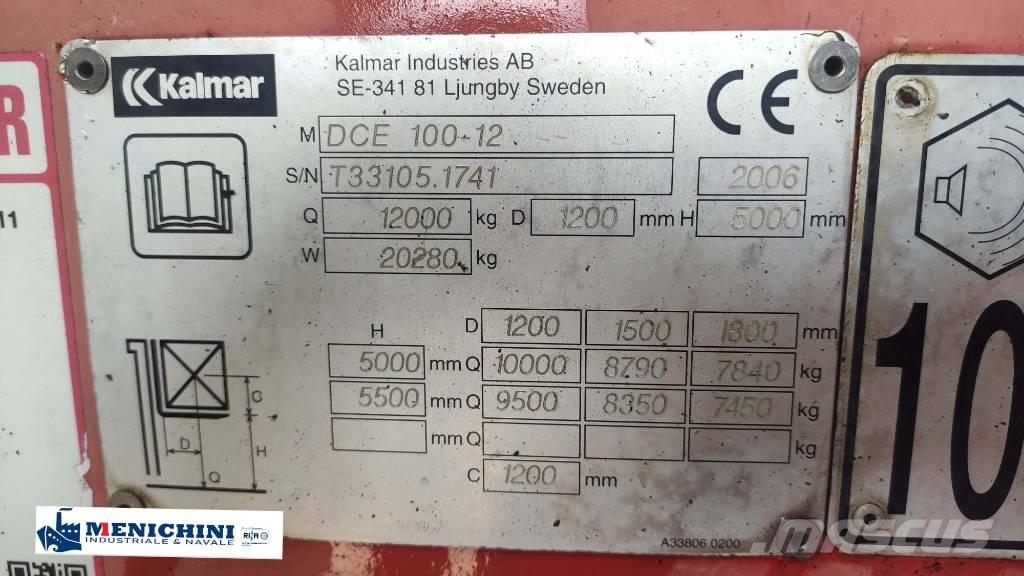 Kalmar
Kalmar Industries AB
SE-341 81 Ljungby Sweden
CE
M DCE 100-12
S/N T33105.1741 2006
Q 12000 kg D 1200 mm H 5000 mm
W 20280 kg
H D 1200 1500 1800 mm
5000 mm Q 10000 8790 7840 kg
5500 mm Q 9500 8350 7450 kg
mm Q kg
C 1200 mm
D Q C H
A33806 0200
R
11
10
MENICHINI
INDUSTRIALE & NAVALE
MASCUS